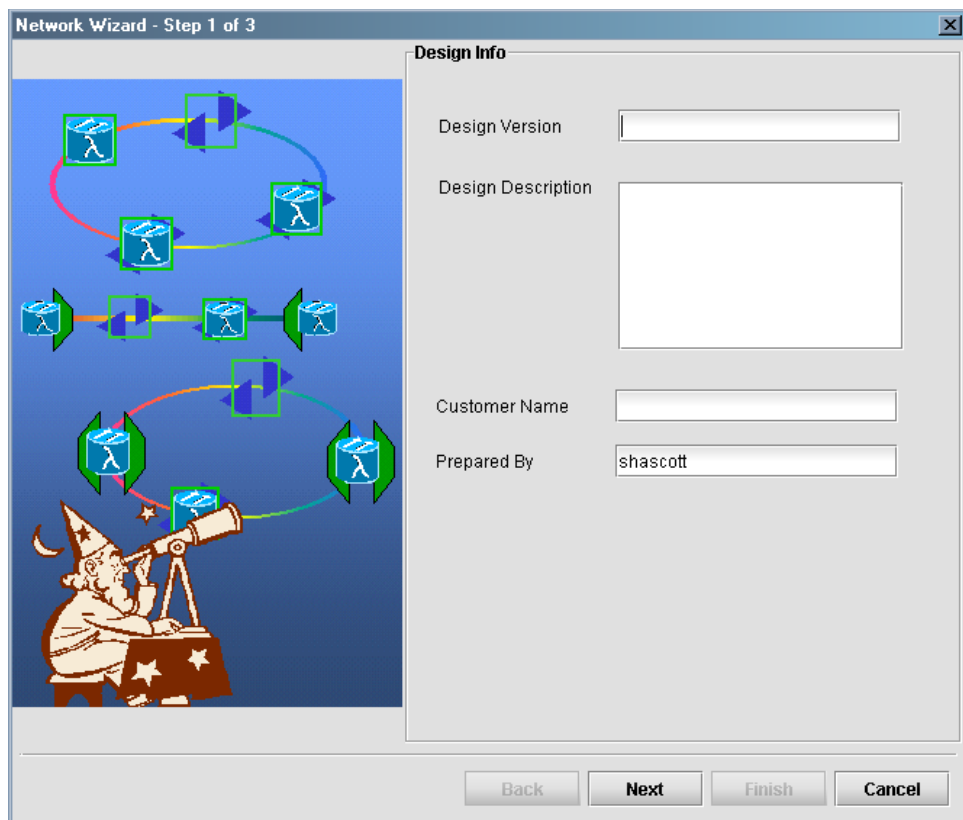 Network Wizard - Step 1 of 3
Design Info
Design Version
Design Description
Customer Name
Prepared By shascott
Back Next Finish Cancel
λ
λ
λ
λ
λ
λ
λ
λ